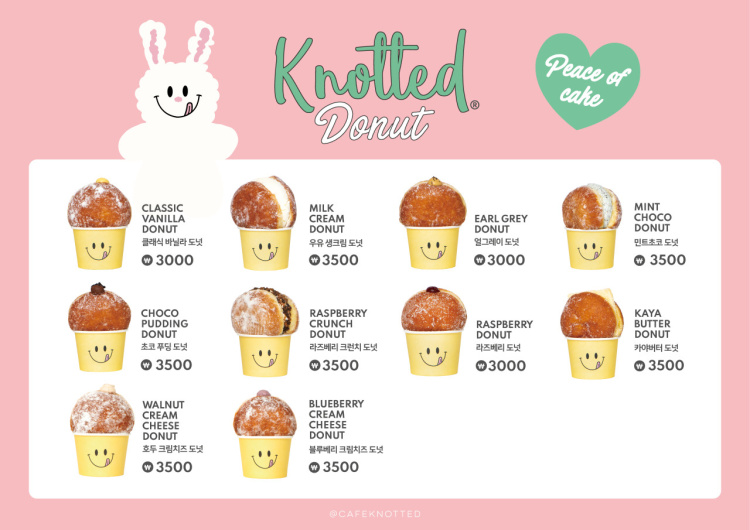 Knotted®
Donut
Peace of
cake
CLASSIC
VANILLA
DONUT
클래식 바닐라 도넛
₩ 3000
MILK
CREAM
DONUT
우유 생크림 도넛
₩ 3500
EARL GREY
DONUT
얼그레이 도넛
₩ 3000
MINT
CHOCO
DONUT
민트초코 도넛
₩ 3500
CHOCO
PUDDING
DONUT
초코 푸딩 도넛
₩ 3500
RASPBERRY
CRUNCH
DONUT
라즈베리 크런치 도넛
₩ 3500
RASPBERRY
DONUT
라즈베리 도넛
₩ 3000
KAYA
BUTTER
DONUT
카야버터 도넛
₩ 3500
WALNUT
CREAM
CHEESE
DONUT
호두 크림치즈 도넛
₩ 3500
BLUEBERRY
CREAM
CHEESE
DONUT
블루베리 크림치즈 도넛
₩ 3500
@CAFEKNOTTED